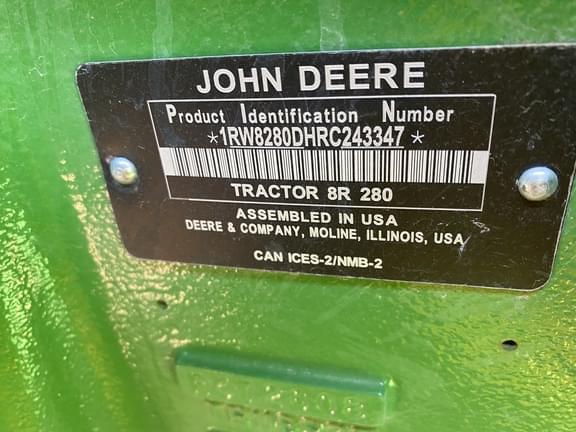 JOHN DEERE
Product Identification Number
*1RW8280DHRC243347*
TRACTOR 8R 280
ASSEMBLED IN USA
DEERE & COMPANY, MOLINE, ILLINOIS, USA
CAN ICES-2/NMB-2